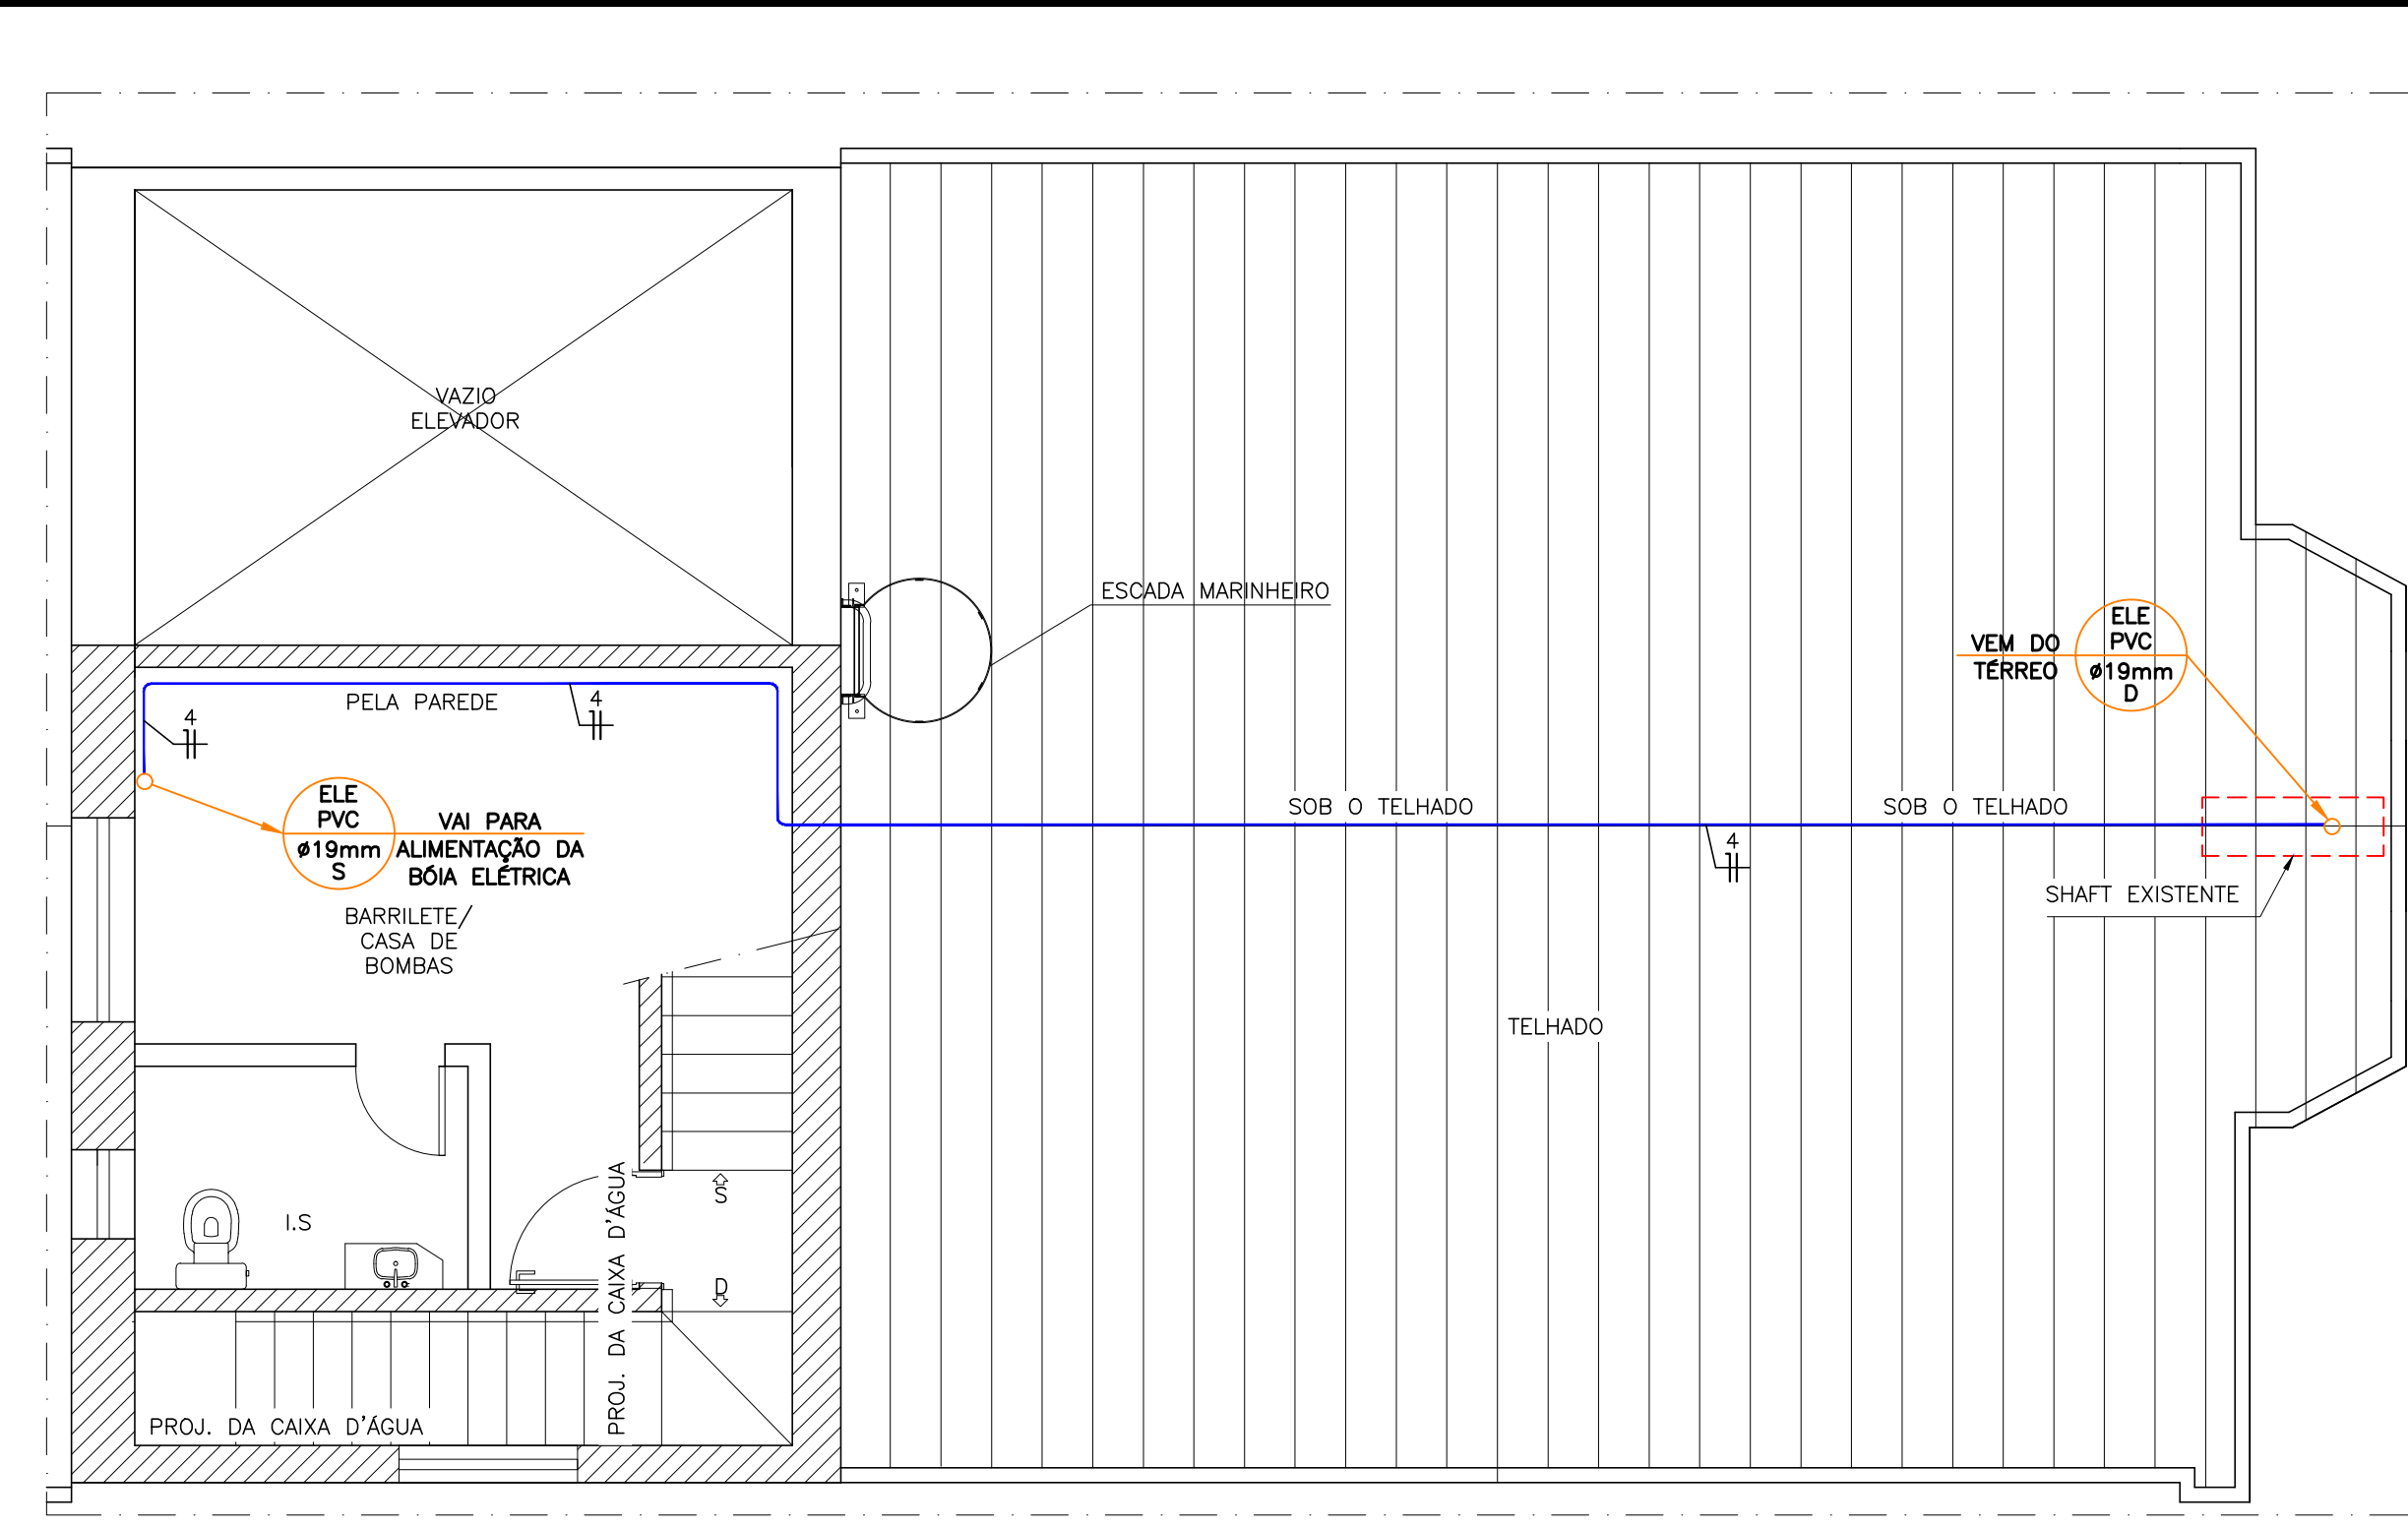 VAZIO
ELEVADOR
ESCADA MARINHEIRO
VEM DO
TÉRREO
ELE
PVC
ø19mm
D
PELA PAREDE
4
4
ELE
PVC
ø19mm
S
VAI PARA
ALIMENTAÇÃO DA
BÓIA ELÉTRICA
SOB O TELHADO
SOB O TELHADO
4
SHAFT EXISTENTE
BARRILETE/
CASA DE
BOMBAS
TELHADO
S
I.S
D
PROJ. DA CAIXA D'ÁGUA
PROJ. DA CAIXA D'ÁGUA